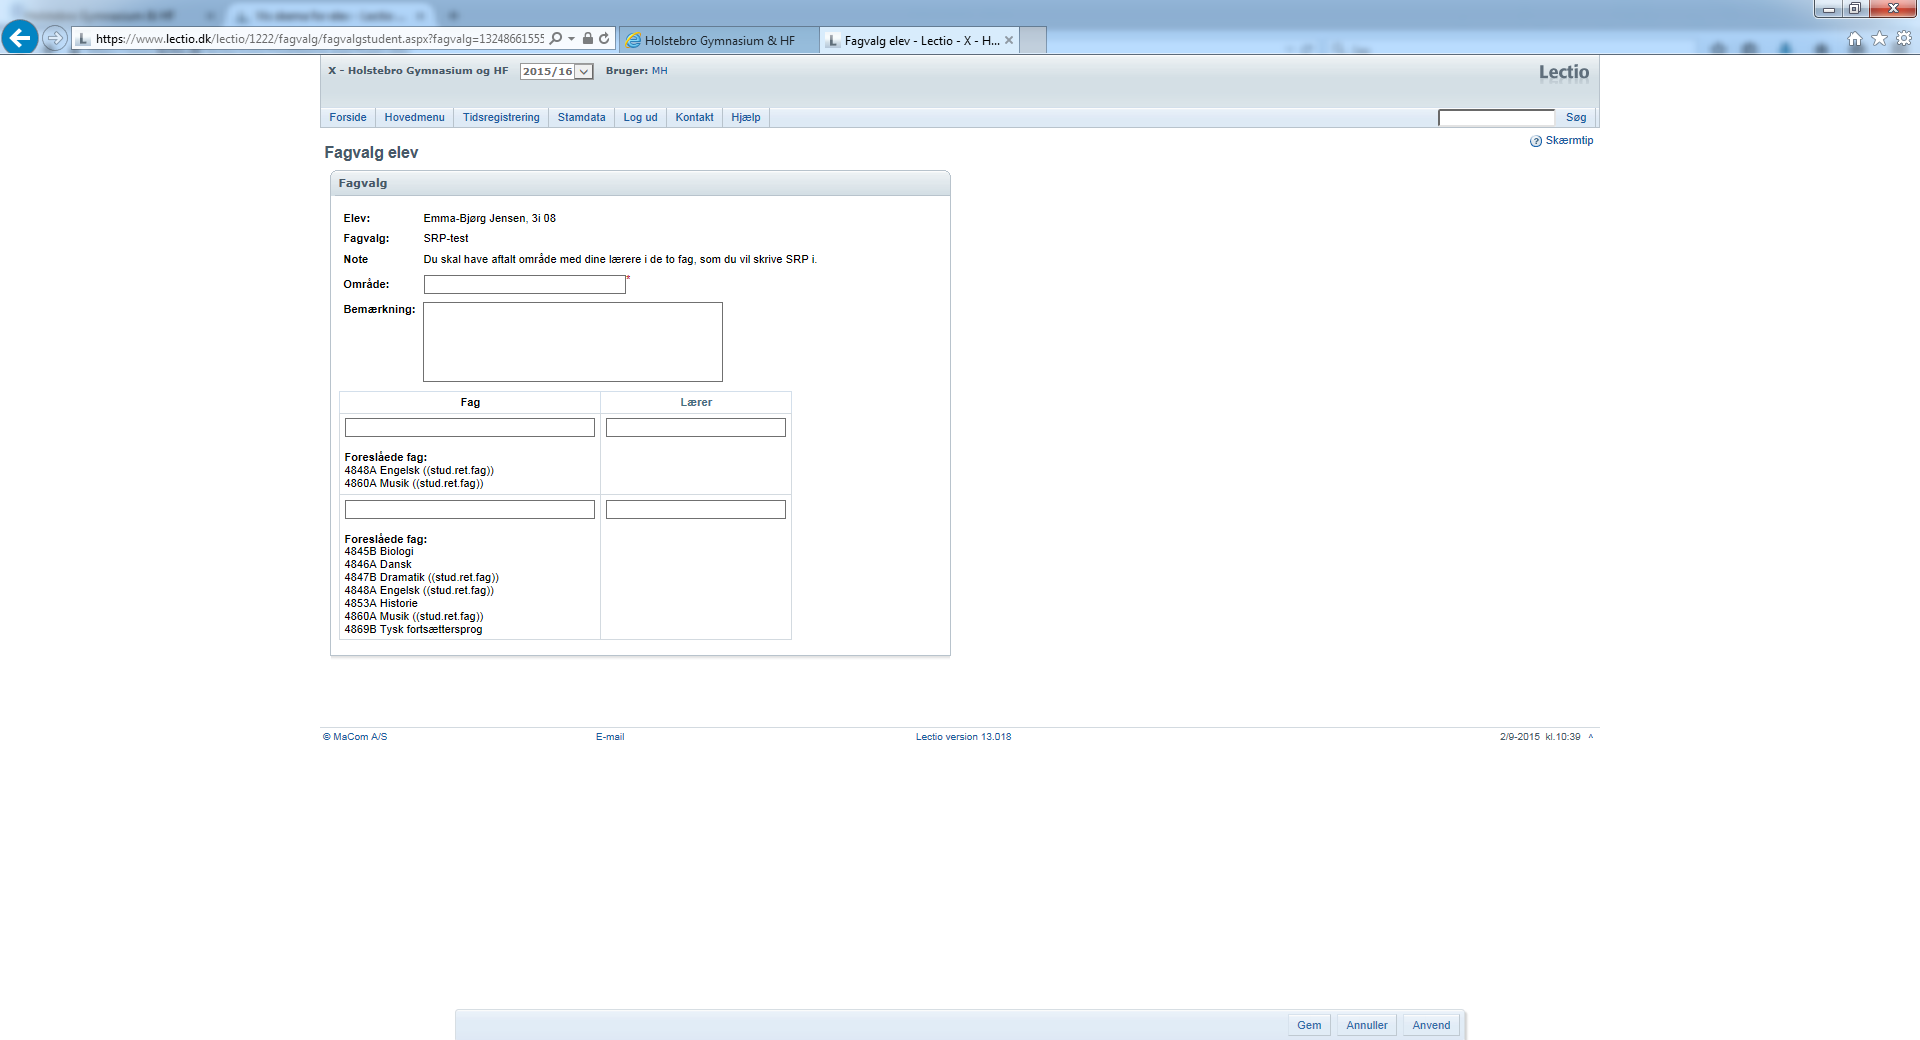 https://www.lectio.dk/lectio/1222/fagvalg/fagvalgstudent.aspx?fagvalg=13248661555
Holstebro Gymnasium & HF
Fagvalg elev - Lectio - X - H...
X - Holstebro Gymnasium og HF 2015/16 Bruger: MH
Lectio
Forside Hovedmenu Tidsregistrering Stamdata Log ud Kontakt Hjælp Søg
Skærmtip
Fagvalg elev
Fagvalg
Elev: Emma-Bjørg Jensen, 3i 08
Fagvalg: SRP-test
Note Du skal have aftalt område med dine lærere i de to fag, som du vil skrive SRP i.
Område: *
Bemærkning:
Fag Lærer
Foreslåede fag:
4848A Engelsk ((stud.ret.fag))
4860A Musik ((stud.ret.fag))
Foreslåede fag:
4845B Biologi
4846A Dansk
4847B Dramatik ((stud.ret.fag))
4848A Engelsk ((stud.ret.fag))
4853A Historie
4860A Musik ((stud.ret.fag))
4869B Tysk fortsættersprog
© MaCom A/S E-mail Lectio version 13.018 2/9-2015 kl.10:39 ^
Gem Annuller Anvend